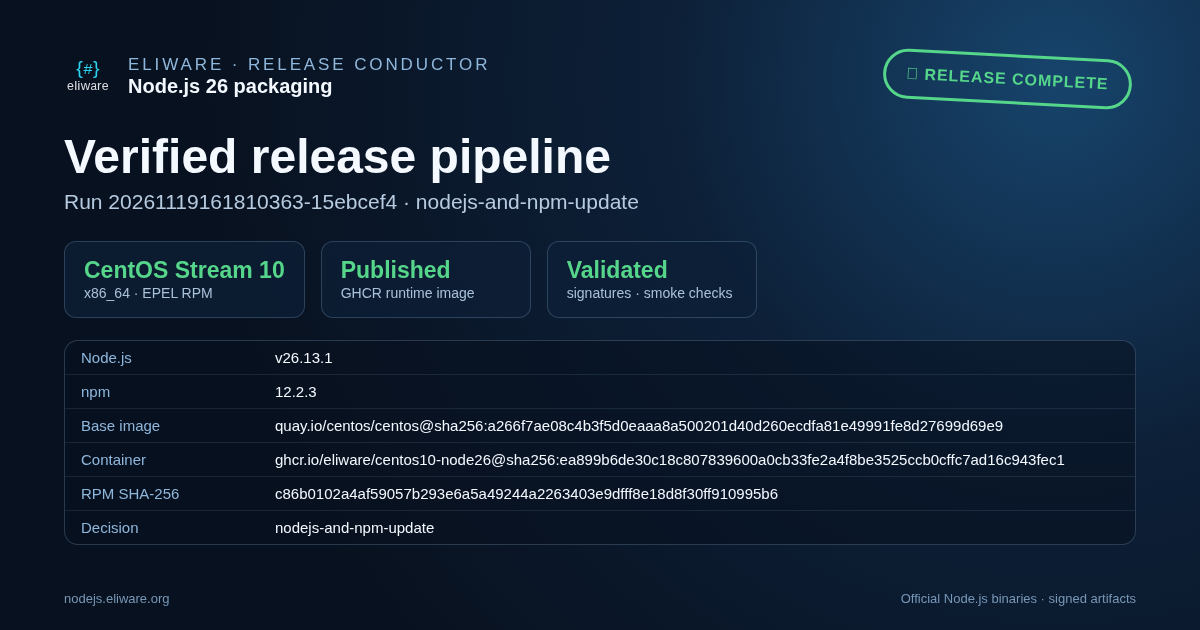 {#}
eliware
ELIWARE · RELEASE CONDUCTOR
Node.js 26 packaging
RELEASE COMPLETE
Verified release pipeline
Run 20261119161810363-15ebcef4 · nodejs-and-npm-update
CentOS Stream 10
x86_64 · EPEL RPM
Published
GHCR runtime image
Validated
signatures · smoke checks
Node.js v26.13.1
npm 12.2.3
Base image quay.io/centos/centos@sha256:a266f7ae08c4b3f5d0eaaa8a500201d40d260ecdfa81e49991fe8d27699d69e9
Container ghcr.io/eliware/centos10-node26@sha256:ea899b6de30c18c807839600a0cb33fe2a4f8be3525ccb0cffc7ad16c943fec1
RPM SHA-256 c86b0102a4af59057b293e6a5a49244a2263403e9dfff8e18d8f30ff910995b6
Decision nodejs-and-npm-update
nodejs.eliware.org
Official Node.js binaries · signed artifacts